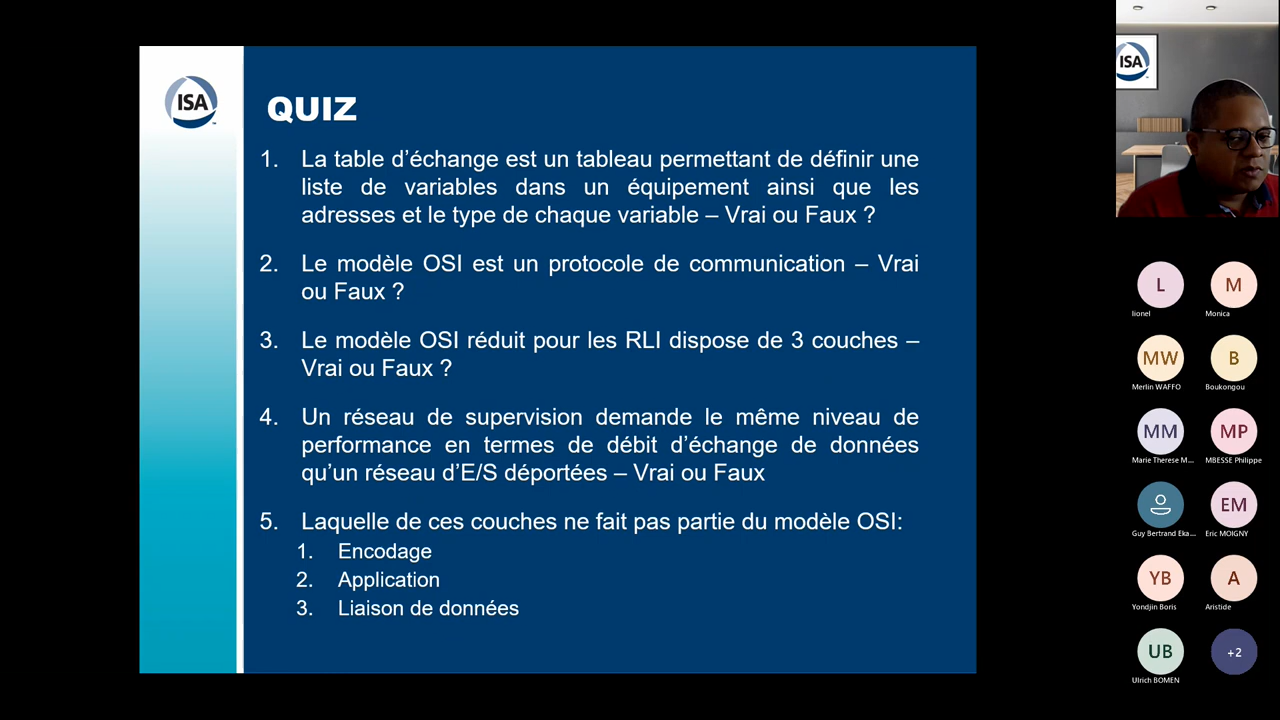 ISA
QUIZ
1. La table d’échange est un tableau permettant de définir une
liste de variables dans un équipement ainsi que les
adresses et le type de chaque variable – Vrai ou Faux ?
2. Le modèle OSI est un protocole de communication – Vrai
ou Faux ?
3. Le modèle OSI réduit pour les RLI dispose de 3 couches –
Vrai ou Faux ?
4. Un réseau de supervision demande le même niveau de
performance en termes de débit d’échange de données
qu’un réseau d’E/S déportées – Vrai ou Faux
5. Laquelle de ces couches ne fait pas partie du modèle OSI:
1. Encodage
2. Application
3. Liaison de données
ISA
L M
lionel Monica
MW B
Merlin WAFFO Boukongou
MM MP
Marie Therese M... MBESSE Philippe
EM
Guy Bertrand Eka... Eric MOIGNY
YB A
Yondjin Boris Aristide
UB +2
Ulrich BOMEN